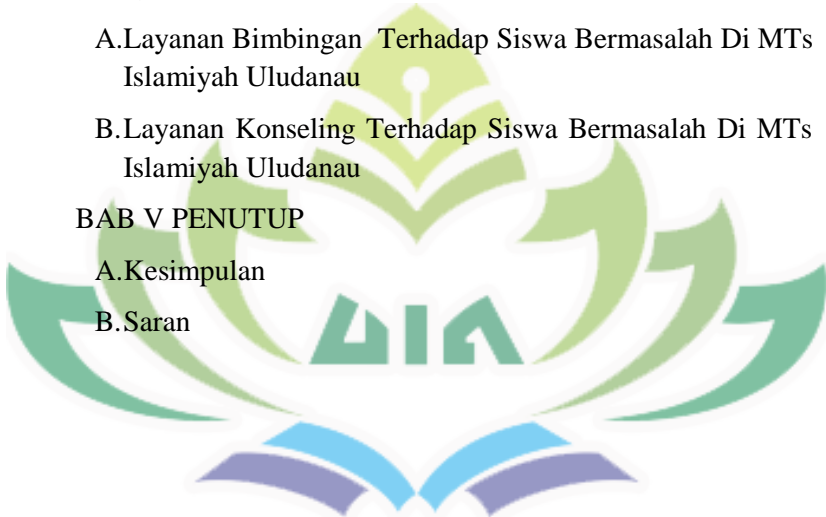 A.Layanan Bimbingan Terhadap Siswa Bermasalah Di MTs
Islamiyah Uludanau
B.Layanan Konseling Terhadap Siswa Bermasalah Di MTs
Islamiyah Uludanau
BAB V PENUTUP
A.Kesimpulan
B.Saran
UIN